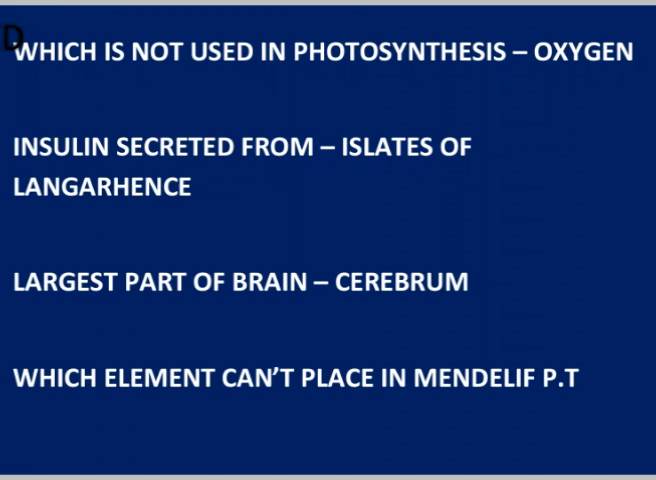 D
WHICH IS NOT USED IN PHOTOSYNTHESIS – OXYGEN
INSULIN SECRETED FROM – ISLATES OF
LANGARHENCE
LARGEST PART OF BRAIN – CEREBRUM
WHICH ELEMENT CAN'T PLACE IN MENDELIF P.T